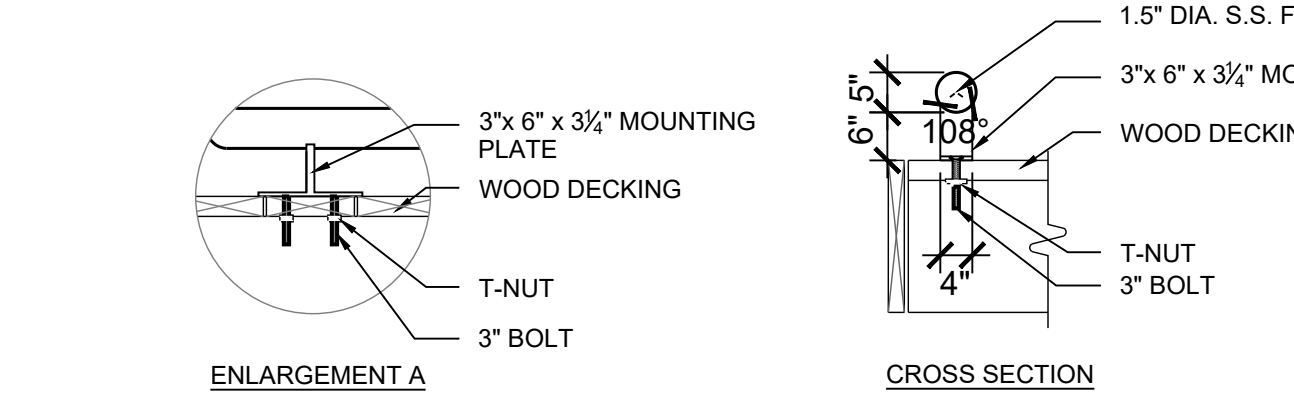 3"x 6" x 3¼" MOUNTING
PLATE
WOOD DECKING
T-NUT
3" BOLT
ENLARGEMENT A
1.5" DIA. S.S. F
3"x 6" x 3¼" MO
WOOD DECKIN
5"
6"
108°
4"
T-NUT
3" BOLT
CROSS SECTION